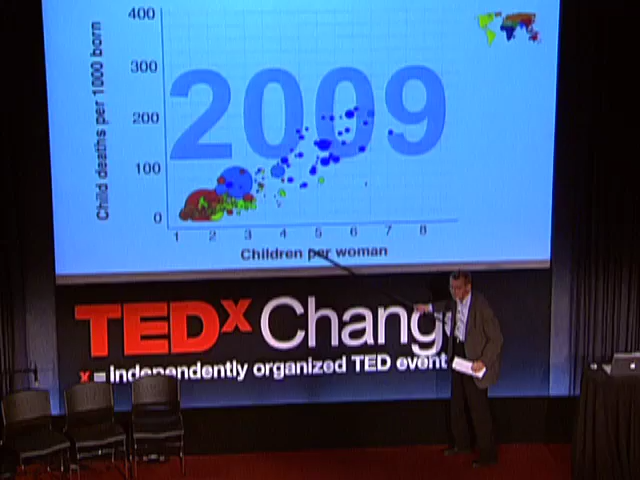 400
300
200
100
0
Child deaths per 1000 born
2009
1 2 3 4 5 6 7 8
Children per woman
TEDx Chang
x = Independently organized TED event